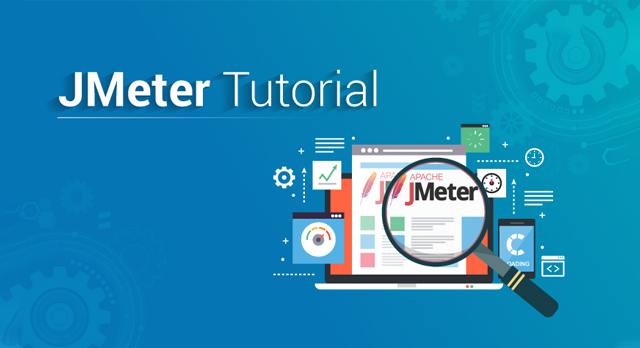 JMeter Tutorial
APACHE
JMeter
LOADING